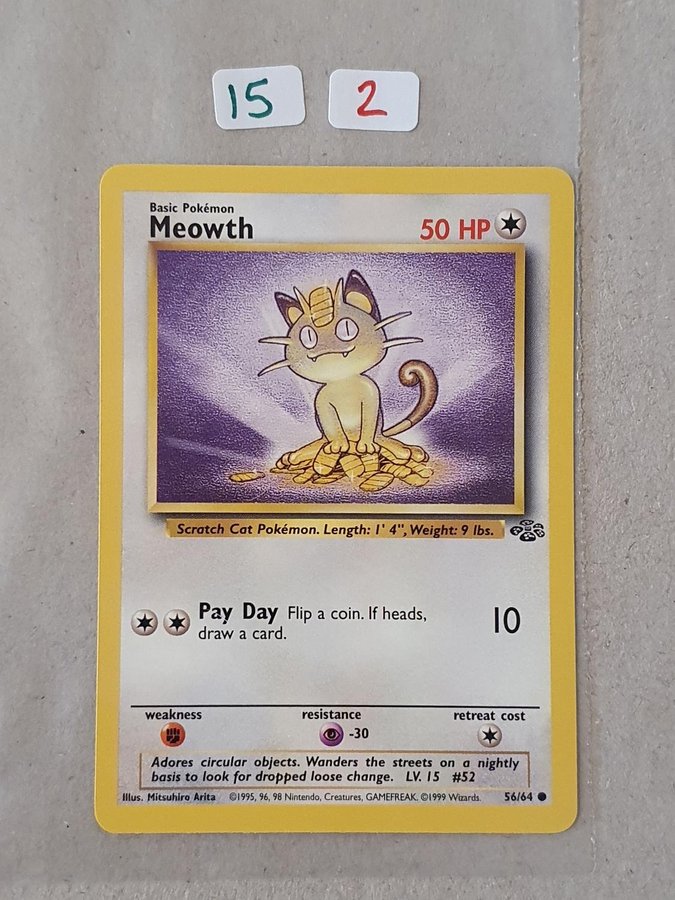 15 2
Basic Pokémon
Meowth 50 HP
Scratch Cat Pokémon. Length: 1' 4", Weight: 9 lbs.
Pay Day Flip a coin. If heads, 10
draw a card.
weakness resistance retreat cost
-30
Adores circular objects. Wanders the streets on a nightly
basis to look for dropped loose change. LV. 15 #52
Illus. Mitsuhiro Arita ©1995, 96, 98 Nintendo, Creatures, GAMEFREAK. ©1999 Wizards. 56/64